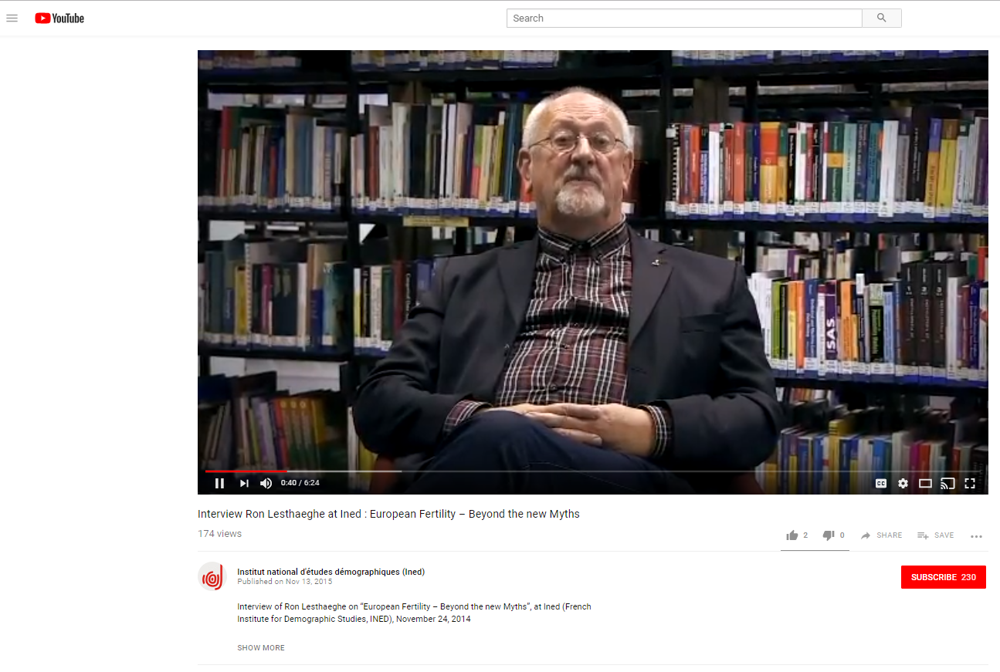 YouTube
Search
SAS
CC
0:40 / 6:24
Interview Ron Lesthaeghe at Ined : European Fertility – Beyond the new Myths
174 views
2 0 SHARE SAVE
Institut national d'études démographiques (Ined)
Published on Nov 13, 2015
SUBSCRIBE 230
Interview of Ron Lesthaeghe on “European Fertility – Beyond the new Myths”, at Ined (French
Institute for Demographic Studies, INED), November 24, 2014
SHOW MORE